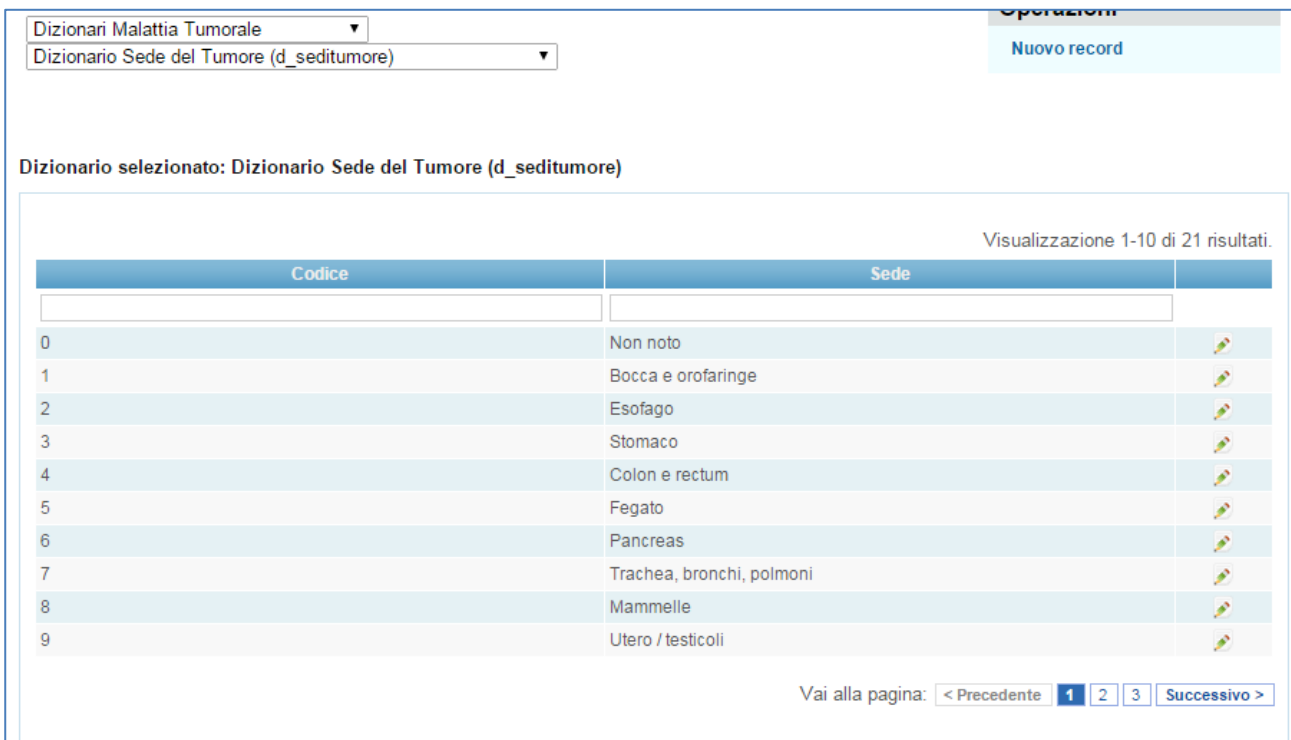 Operazioni
Dizionari Malattia Tumorale
Dizionario Sede del Tumore (d_seditumore)
Nuovo record
Dizionario selezionato: Dizionario Sede del Tumore (d_seditumore)
Visualizzazione 1-10 di 21 risultati.
Codice Sede
0 Non noto
1 Bocca e orofaringe
2 Esofago
3 Stomaco
4 Colon e rectum
5 Fegato
6 Pancreas
7 Trachea, bronchi, polmoni
8 Mammelle
9 Utero / testicoli
Vai alla pagina: < Precedente 1 2 3 Successivo >